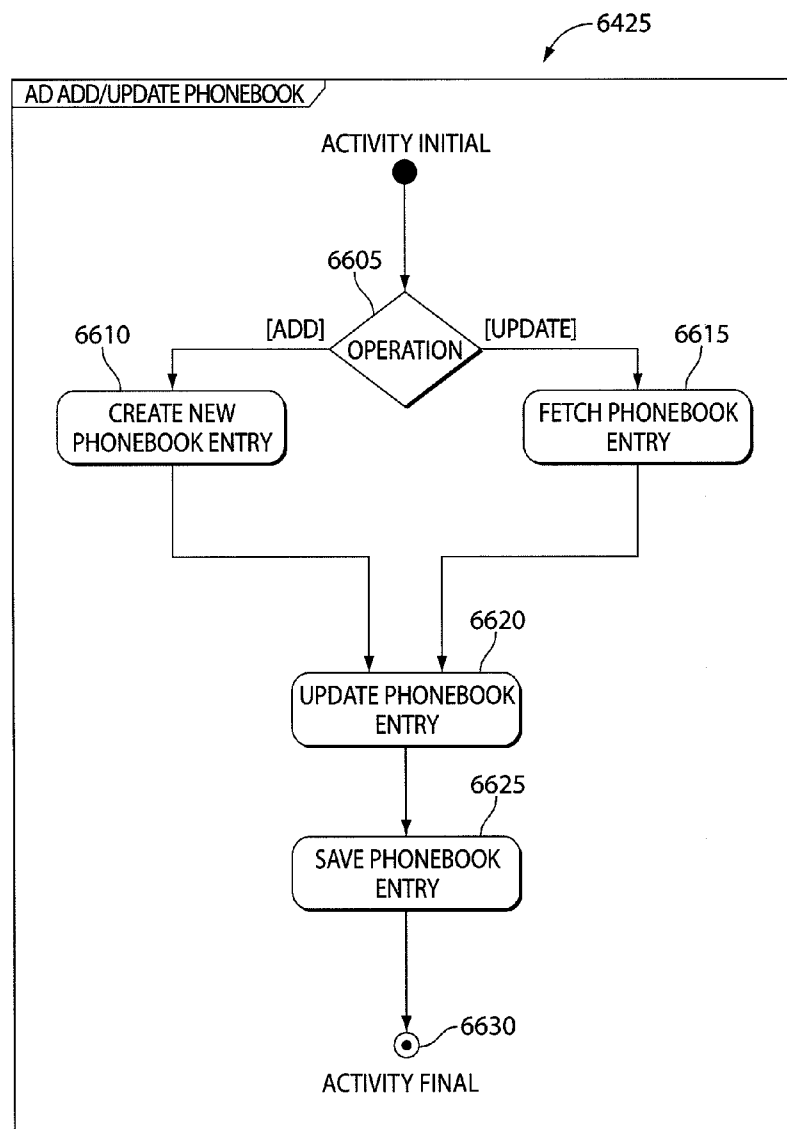 6425
AD ADD/UPDATE PHONEBOOK
ACTIVITY INITIAL
6605
[ADD]
OPERATION
[UPDATE]
6610
6615
CREATE NEW
PHONEBOOK ENTRY
FETCH PHONEBOOK
ENTRY
6620
UPDATE PHONEBOOK
ENTRY
6625
SAVE PHONEBOOK
ENTRY
6630
ACTIVITY FINAL